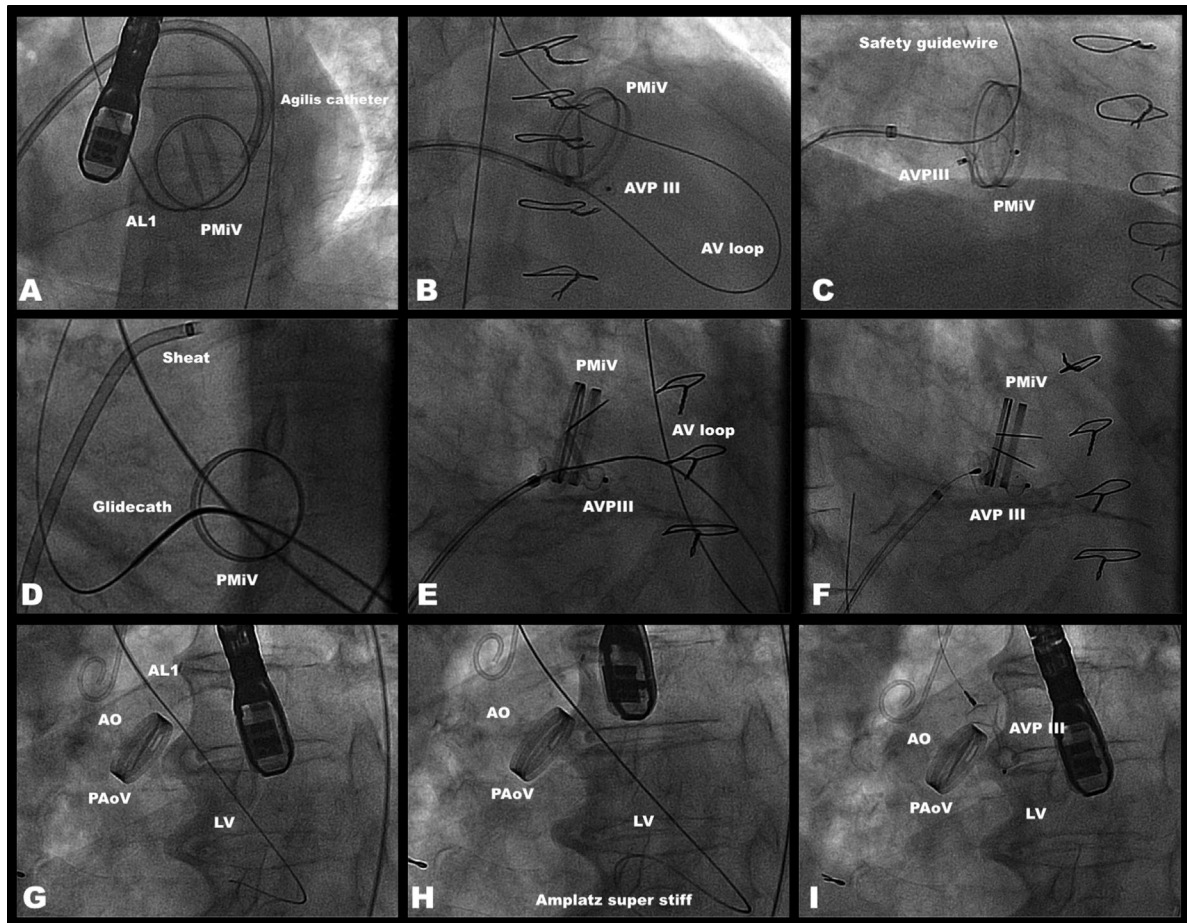 Agilis catheter
AL1
PMiV
A
PMiV
AVP III
AV loop
B
Safety guidewire
AVPIII
PMiV
C
Sheat
Glidecath
PMiV
D
PMiV
AV loop
AVPIII
E
PMiV
AVP III
F
AL1
AO
PAoV
LV
G
AO
PAoV
LV
Amplatz super stiff
H
AO
AVP III
PAoV
LV
I